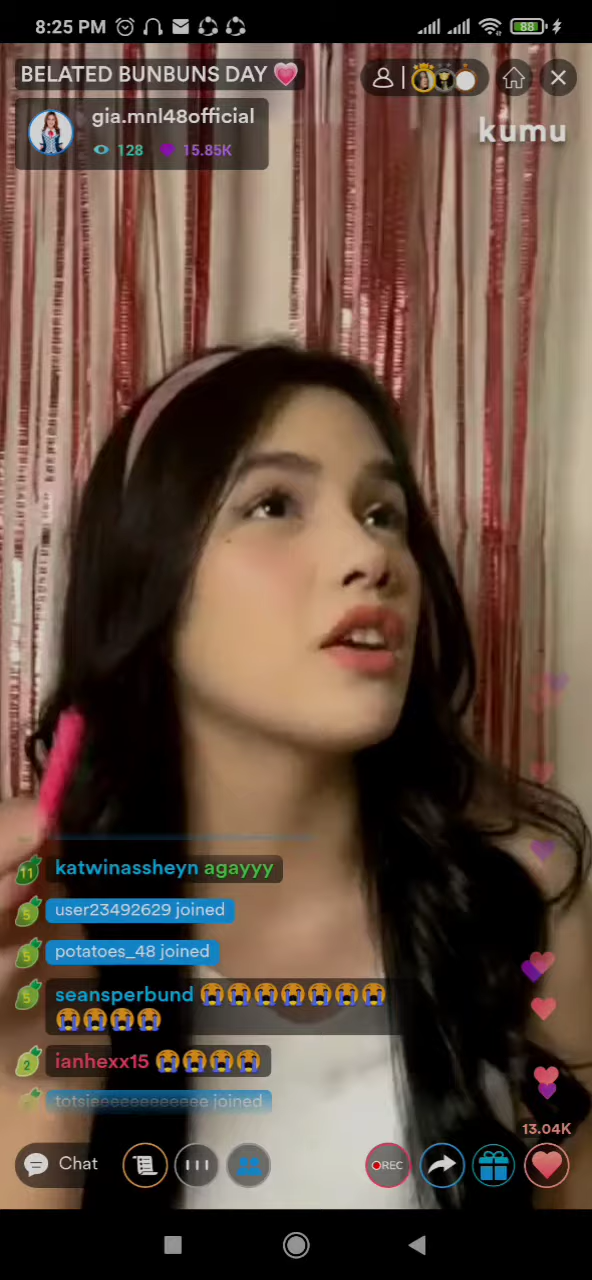 8:25 PM
88
BELATED BUNBUNS DAY
gia.mnl48official
128 15.85K
kumu
11 katwinassheyn agayyy
5 user23492629 joined
5 potatoes_48 joined
5 seansperbund
2 ianhexx15
totsieeeeeeeeeeee joined
13.04K
Chat
REC